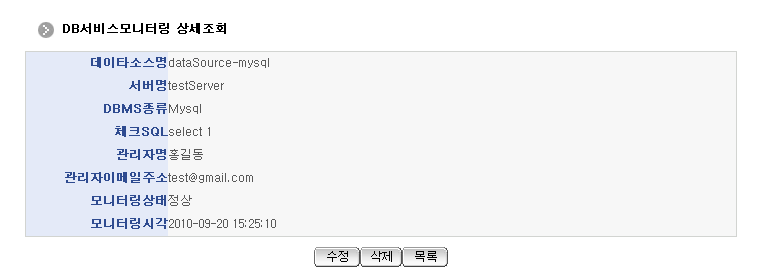 DB서비스모니터링 상세조회
데이타소스명 dataSource-mysql
서버명 testServer
DBMS종류 Mysql
체크SQL select 1
관리자명 홍길동
관리자이메일주소 test@gmail.com
모니터링상태 정상
모니터링시각 2010-09-20 15:25:10
수정 삭제 목록